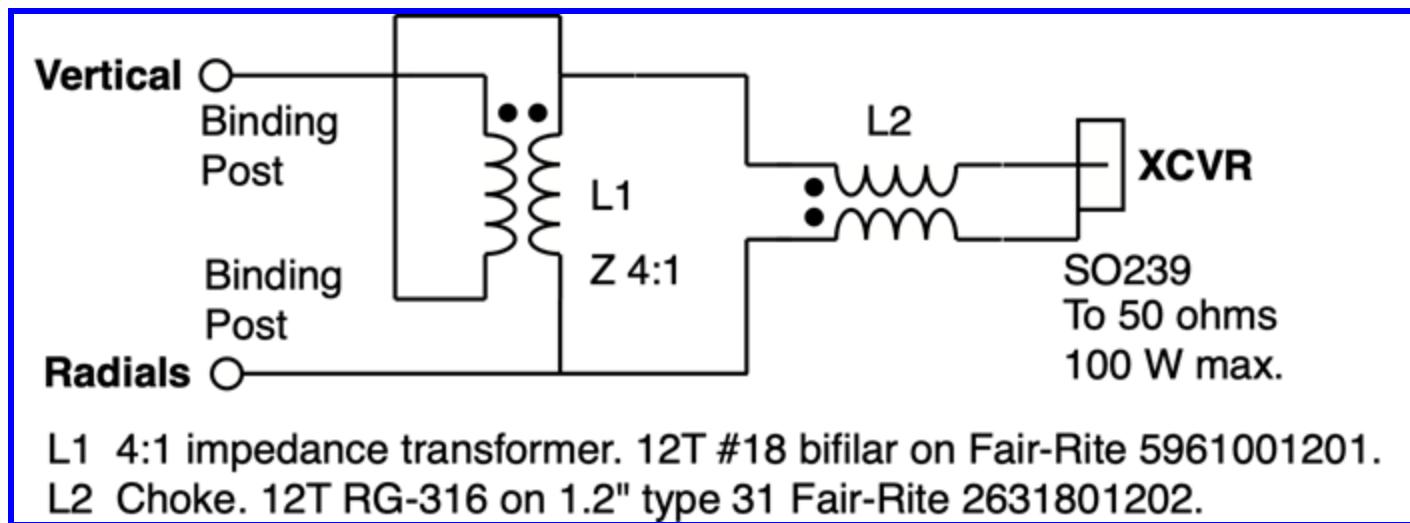 Vertical
Binding
Post
L2
XCVR
L1
Z 4:1
Binding
Post
Radials
SO239
To 50 ohms
100 W max.
L1 4:1 impedance transformer. 12T #18 bifilar on Fair-Rite 5961001201.
L2 Choke. 12T RG-316 on 1.2" type 31 Fair-Rite 2631801202.